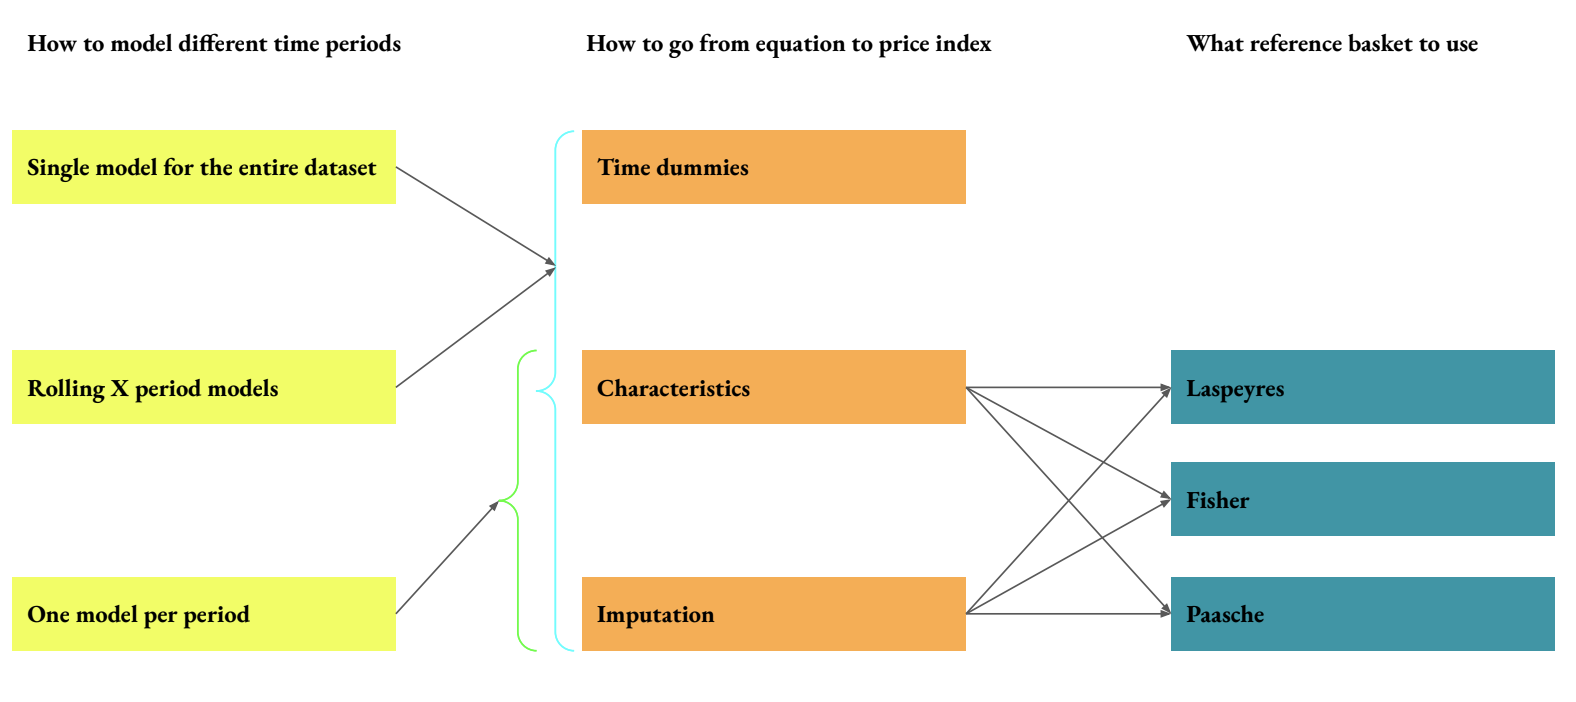 How to model different time periods
How to go from equation to price index
What reference basket to use
Single model for the entire dataset
Time dummies
Rolling X period models
Characteristics
Laspeyres
Fisher
One model per period
Imputation
Paasche